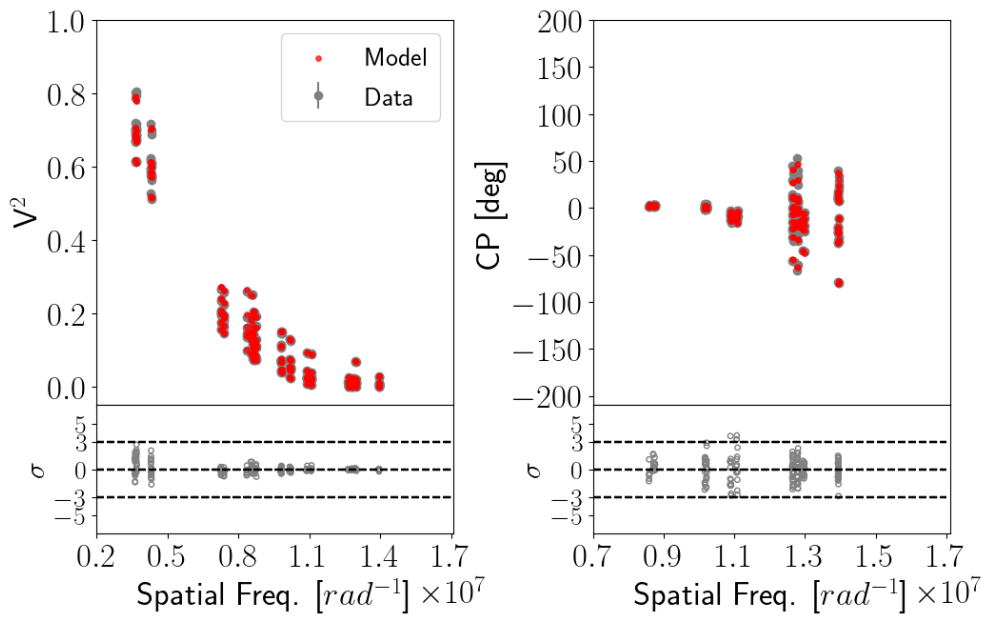 1.0
0.8
0.6
0.4
0.2
0.0
V²
Model
Data
5
3
0
−3
−5
σ
0.2 0.5 0.8 1.1 1.4 1.7
Spatial Freq. [rad⁻¹] ×10⁷
200
150
100
50
0
−50
−100
−150
−200
CP [deg]
5
3
0
−3
−5
σ
0.7 0.9 1.1 1.3 1.5 1.7
Spatial Freq. [rad⁻¹] ×10⁷